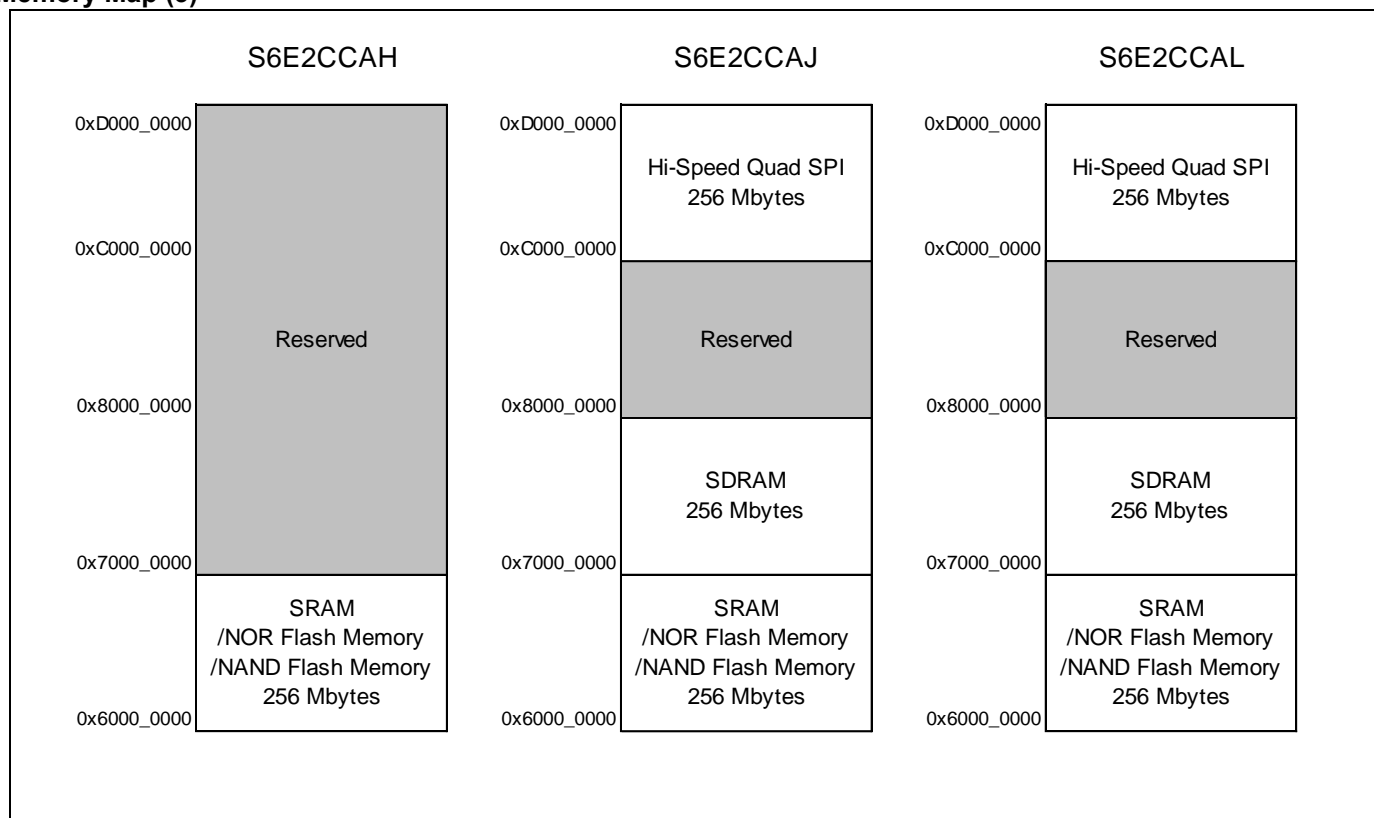 S6E2CCAH
0xD000_0000
0xC000_0000
Reserved
0x8000_0000
0x7000_0000
SRAM
/NOR Flash Memory
/NAND Flash Memory
256 Mbytes
0x6000_0000
S6E2CCAJ
0xD000_0000
Hi-Speed Quad SPI
256 Mbytes
0xC000_0000
Reserved
0x8000_0000
SDRAM
256 Mbytes
0x7000_0000
SRAM
/NOR Flash Memory
/NAND Flash Memory
256 Mbytes
0x6000_0000
S6E2CCAL
0xD000_0000
Hi-Speed Quad SPI
256 Mbytes
0xC000_0000
Reserved
0x8000_0000
SDRAM
256 Mbytes
0x7000_0000
SRAM
/NOR Flash Memory
/NAND Flash Memory
256 Mbytes
0x6000_0000